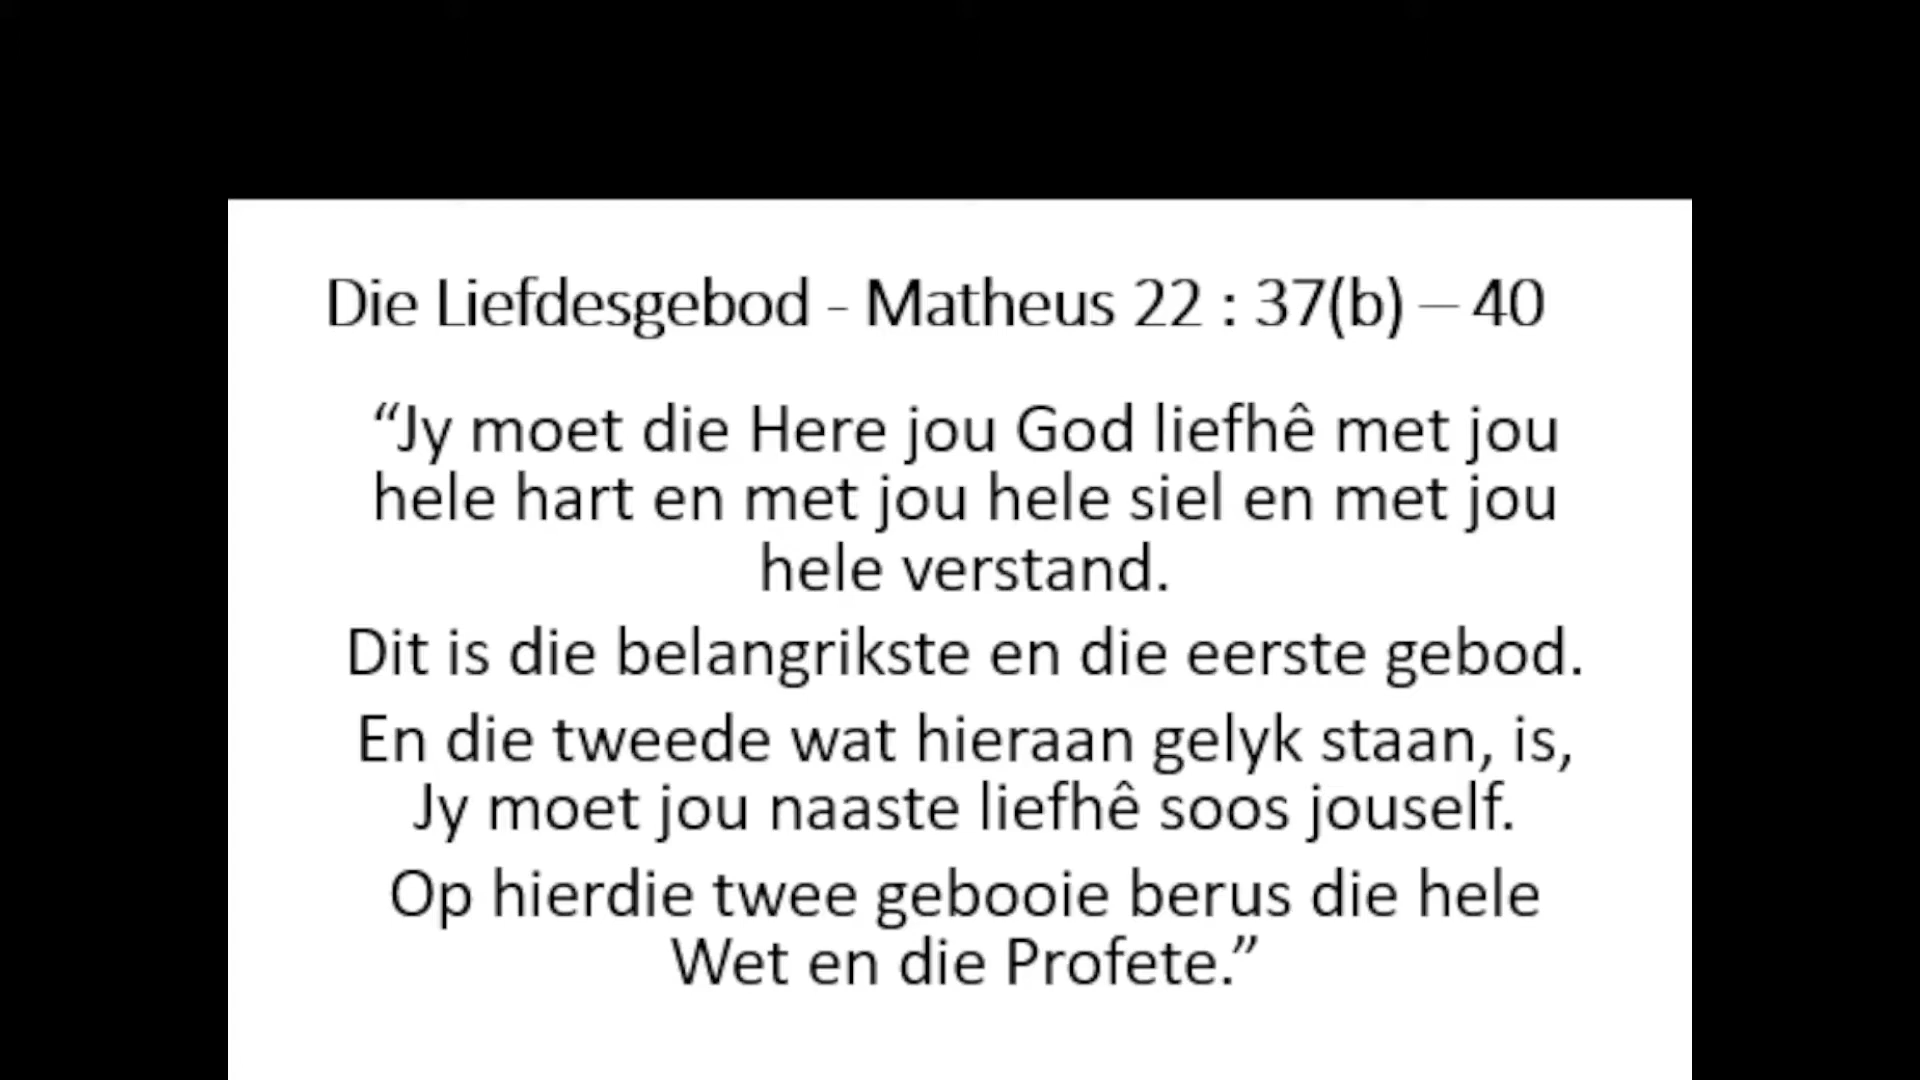 Die Liefdesgebod - Matheus 22 : 37(b) – 40
“Jy moet die Here jou God liefhê met jou
hele hart en met jou hele siel en met jou
hele verstand.
Dit is die belangrikste en die eerste gebod.
En die tweede wat hieraan gelyk staan, is,
Jy moet jou naaste liefhê soos jouself.
Op hierdie twee gebooie berus die hele
Wet en die Profete.”